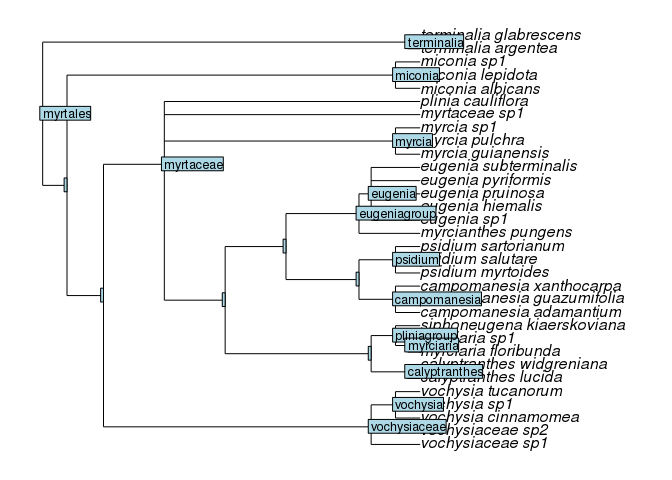 terminalia glabrescens
terminalia
terminalia argentea
miconia sp1
miconia
miconia lepidota
miconia albicans
plinia cauliflora
myrtales
myrtaceae sp1
myrcia sp1
myrcia
myrcia pulchra
myrcia guianensis
myrtaceae
eugenia subterminalis
eugenia pyriformis
eugenia
eugenia pruinosa
eugenia hiemalis
eugeniagroup
eugenia sp1
myrcianthes pungens
psidium sartorianum
psidium
psidium salutare
psidium myrtoides
campomanesia xanthocarpa
campomanesia
campomanesia guazumifolia
campomanesia adamantium
siphoneugena kiaerskoviana
pliniagroup
myrciaria sp1
myrciaria
myrciaria floribunda
calyptranthes widgreniana
calyptranthes
calyptranthes lucida
vochysia tucanorum
vochysia
vochysia sp1
vochysia cinnamomea
vochysiaceae
vochysiaceae sp2
vochysiaceae sp1